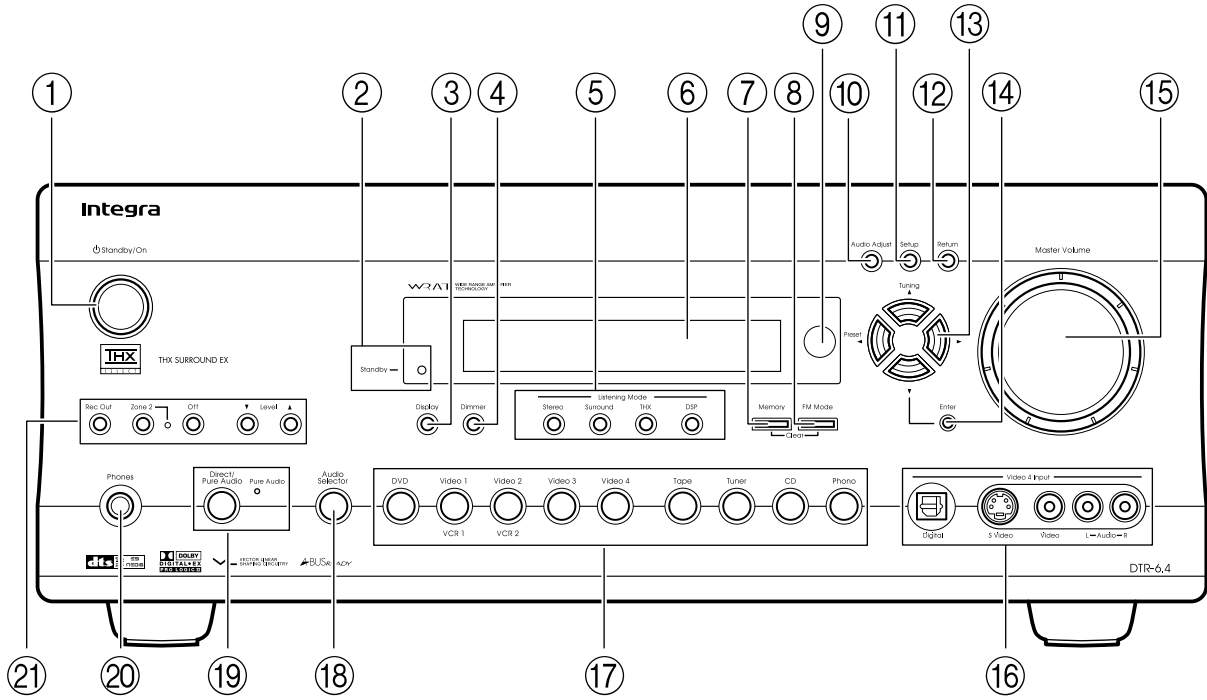 ① ② ③ ④ ⑤ ⑥ ⑦ ⑧ ⑨ ⑩ ⑪ ⑫ ⑬ ⑭ ⑮
Integra
Standby/On
Audio Adjust Setup Return
Master Volume
WRAT WIDE RANGE AMPLIFIER
TECHNOLOGY
Tuning
Preset
THX
SELECT
THX SURROUND EX
Standby
Listening Mode
Rec Out Zone 2 Off Level
Display Dimmer Stereo Surround THX DSP Memory FM Mode Enter
Clear
Phones
Direct/
Pure Audio
Pure Audio
Audio
Selector
DVD Video 1 Video 2 Video 3 Video 4 Tape Tuner CD Phono
Video 4 Input
VCR 1 VCR 2
Digital S Video Video L Audio R
dts ES
DOLBY
DIGITAL•EX
PRO LOGIC II
VECTOR LINEAR
SHAPING CIRCUITRY
A-BUS READY
DTR-6.4
㉑ ⑳ ⑲ ⑱ ⑰ ⑯